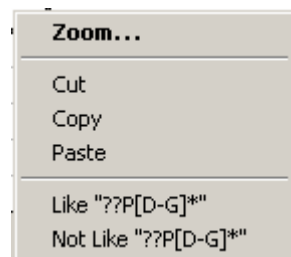 Zoom...
Cut
Copy
Paste
Like "??P[D-G]*"
Not Like "??P[D-G]*"